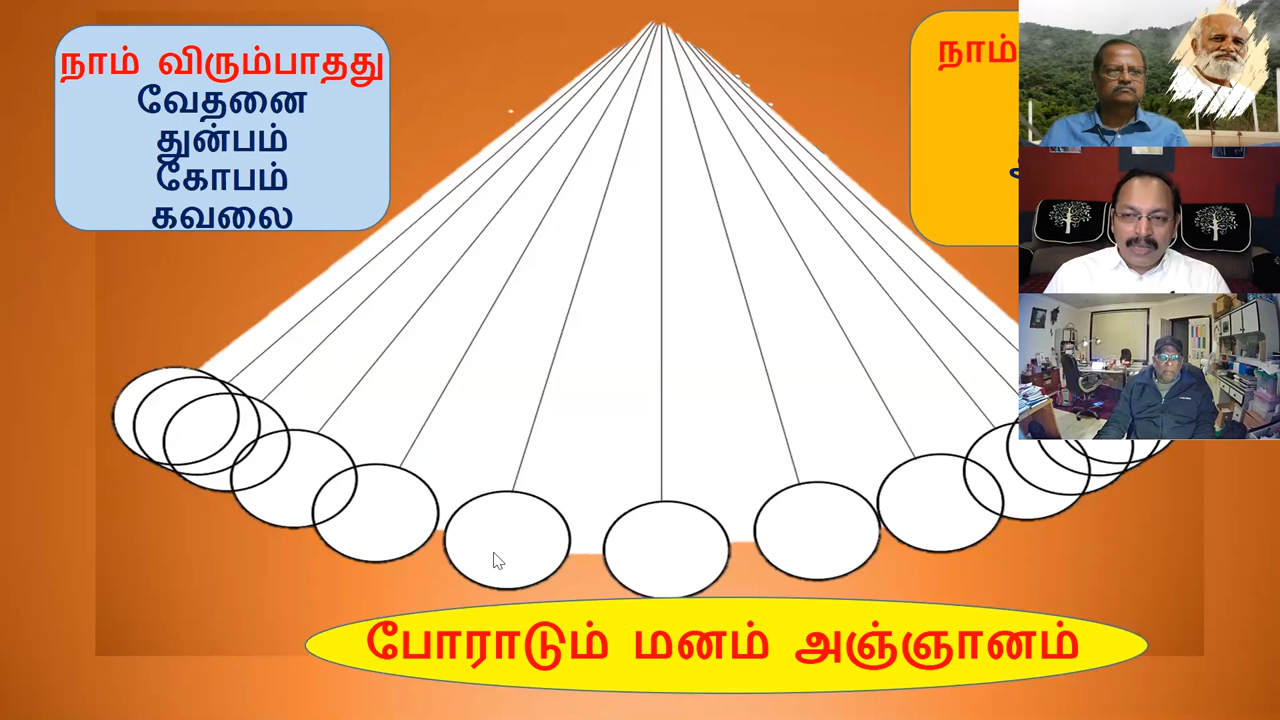 நாம் விரும்பாதது
வேதனை
துன்பம்
கோபம்
கவலை
நாம்
போராடும் மனம் அஞ்ஞானம்